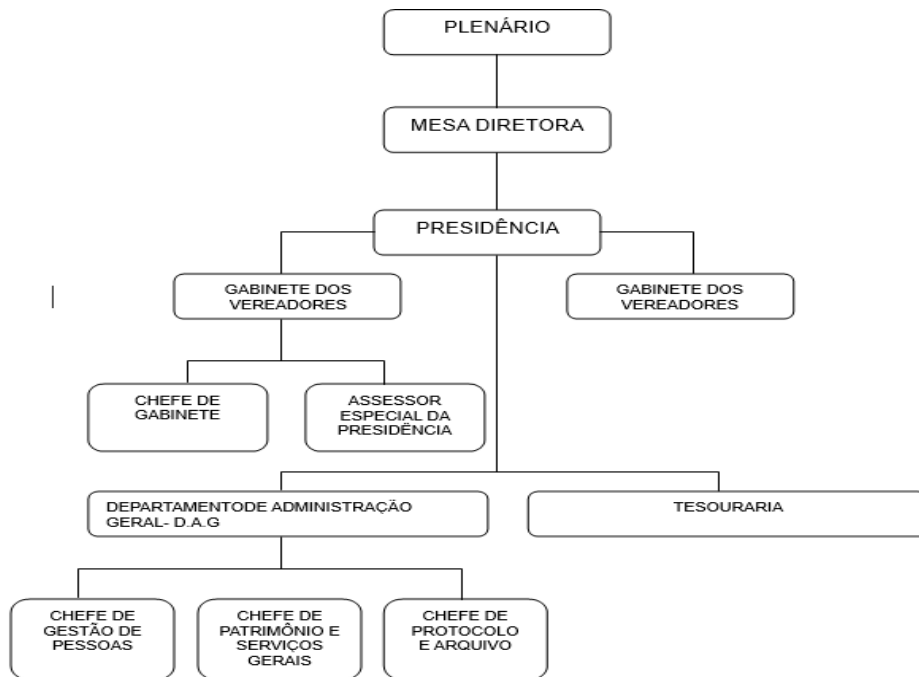 PLENÁRIO
MESA DIRETORA
PRESIDÊNCIA
GABINETE DOS
VEREADORES
GABINETE DOS
VEREADORES
CHEFE DE
GABINETE
ASSESSOR
ESPECIAL DA
PRESIDÊNCIA
DEPARTAMENTODE ADMINISTRAÇÃO
GERAL- D.A.G
TESOURARIA
CHEFE DE
GESTÃO DE
PESSOAS
CHEFE DE
PATRIMÔNIO E
SERVIÇOS
GERAIS
CHEFE DE
PROTOCOLO
E ARQUIVO